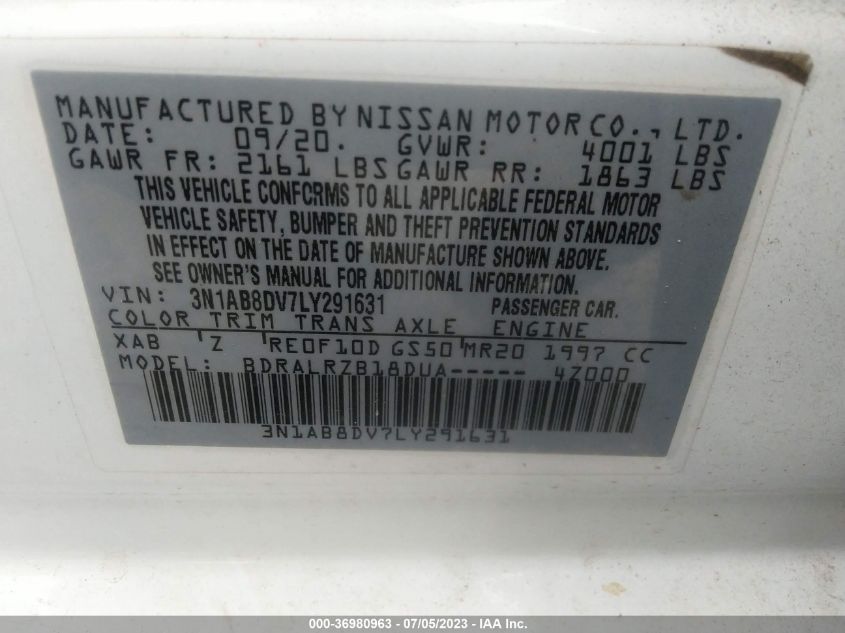 MANUFACTURED BY NISSAN MOTOR CO., LTD.
DATE: 09/20. GVWR: 4001 LBS
GAWR FR: 2161 LBS GAWR RR: 1863 LBS
THIS VEHICLE CONFORMS TO ALL APPLICABLE FEDERAL MOTOR
VEHICLE SAFETY, BUMPER AND THEFT PREVENTION STANDARDS
IN EFFECT ON THE DATE OF MANUFACTURE SHOWN ABOVE.
SEE OWNER'S MANUAL FOR ADDITIONAL INFORMATION.
VIN: 3N1AB8DV7LY291631 PASSENGER CAR.
COLOR TRIM TRANS AXLE ENGINE
XAB Z RE0F10D GS50 MR20 1997 CC
MODEL: BDRALRZB18DUA----- 4Z000
3N1AB8DV7LY291631
000-36980963 - 07/05/2023 - IAA Inc.